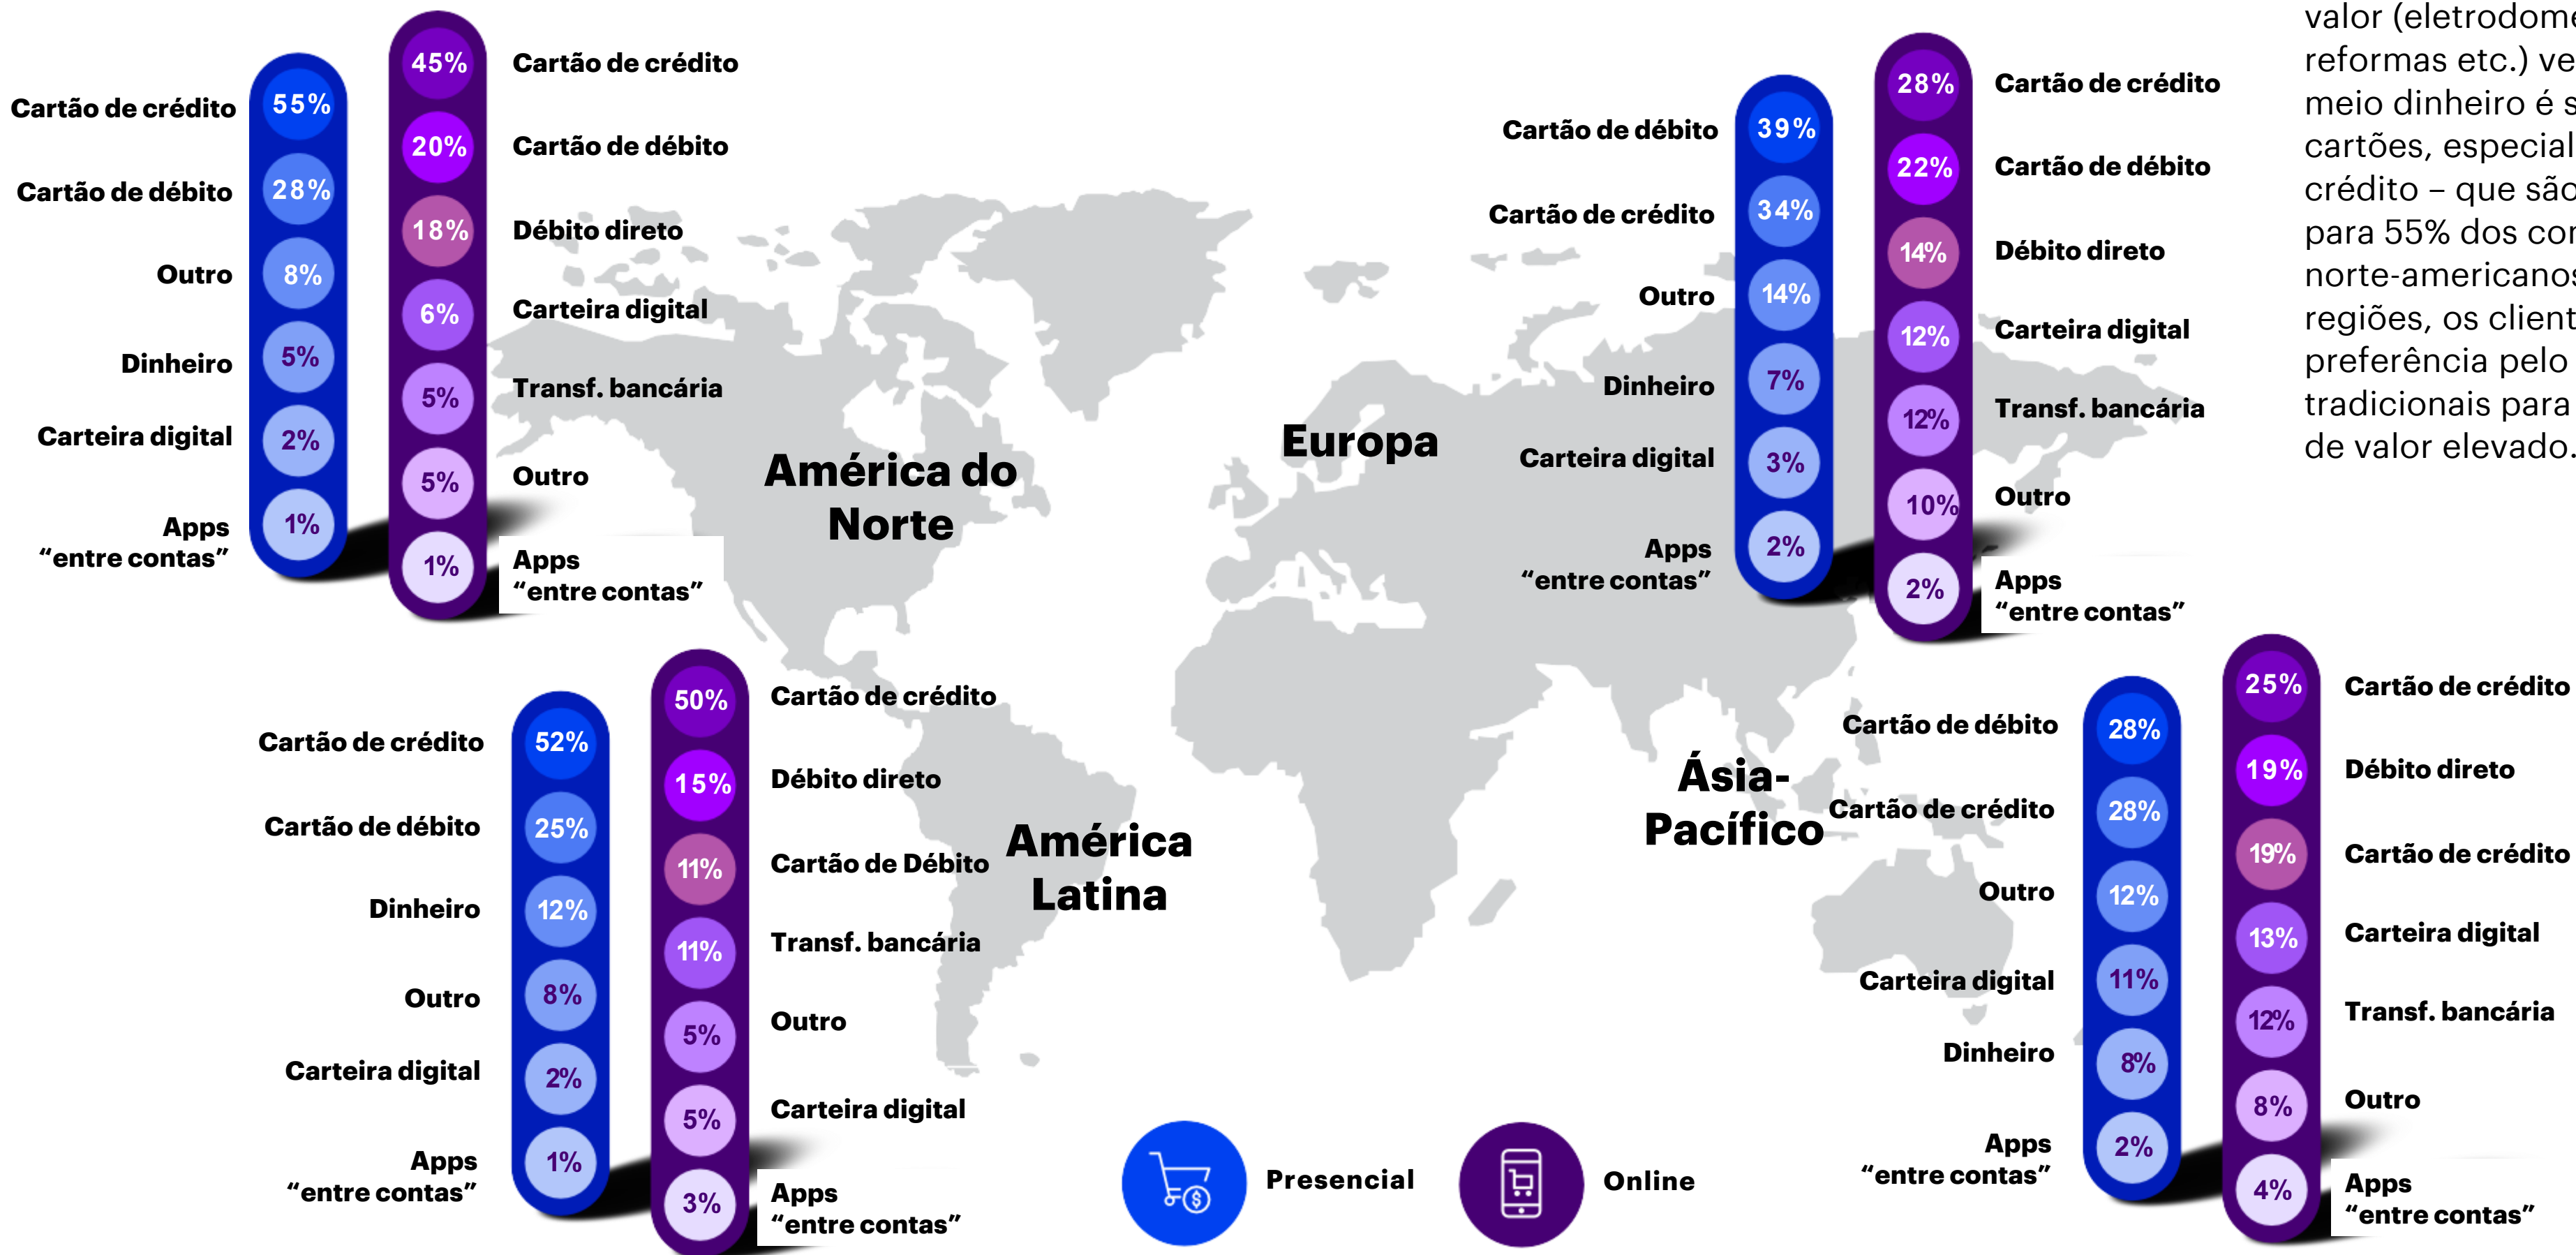 Cartão de crédito 55%
Cartão de débito 28%
Outro 8%
Dinheiro 5%
Carteira digital 2%
Apps 1%
“entre contas”
45% Cartão de crédito
20% Cartão de débito
18% Débito direto
6% Carteira digital
5% Transf. bancária
5% Outro
1% Apps
“entre contas”
América do
Norte
Europa
Cartão de débito 39%
Cartão de crédito 34%
Outro 14%
Dinheiro 7%
Carteira digital 3%
Apps 2%
“entre contas”
28% Cartão de crédito
22% Cartão de débito
14% Débito direto
12% Carteira digital
12% Transf. bancária
10% Outro
2% Apps
“entre contas”
valor
reformas etc.)
meio dinheiro é
cartões,
crédito – que são
para 55% dos
norte-americanos
regiões, os
preferência pelo
tradicionais para
de valor elevado.
Cartão de crédito 52%
Cartão de débito 25%
Dinheiro 12%
Outro 8%
Carteira digital 2%
Apps 1%
“entre contas”
50% Cartão de crédito
15% Débito direto
11% Cartão de Débito
11% Transf. bancária
5% Outro
5% Carteira digital
3% Apps
“entre contas”
América
Latina
Ásia-
Pacífico
Cartão de débito 28%
Cartão de crédito 28%
Outro 12%
Carteira digital 11%
Dinheiro 8%
Apps 2%
“entre contas”
25% Cartão de crédito
19% Débito direto
19% Cartão de crédito
13% Carteira digital
12% Transf. bancária
8% Outro
4% Apps
“entre contas”
Presencial
Online